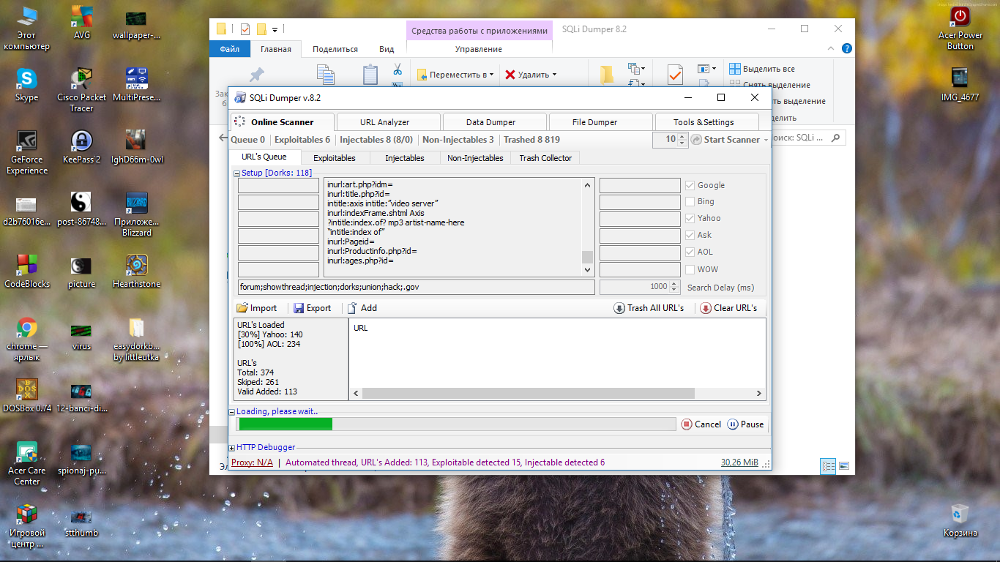 Этот компьютер
AVG
wallpaper-...
Skype
Cisco Packet Tracer
MultiPrese...
GeForce Experience
KeePass 2
lghD66m-0wl
d2b76016e...
post-86748...
Приложе... Blizzard
CodeBlocks
picture
Hearthstone
chrome — ярлык
virus
easydorkb... by littleutka
DOSBox 0.74
12-banci-di...
Acer Care Center
spionaj-pu...
Игровой центр ...
stthumb
Средства работы с приложениями
SQLi Dumper 8.2
Файл
Главная
Поделиться
Вид
Управление
Переместить в
Удалить
Выделить все
Снять выделение
SQLi Dumper v.8.2
Online Scanner
URL Analyzer
Data Dumper
File Dumper
Tools & Settings
Queue 0 | Exploitables 6 | Injectables 8 (8/0) | Non-Injectables 3 | Trashed 8 819
10
Start Scanner
URL's Queue
Exploitables
Injectables
Non-Injectables
Trash Collector
Setup [Dorks: 118]
inurl:art.php?idm=
inurl:title.php?id=
intitle:axis intitle:”video server”
inurl:indexFrame.shtml Axis
?intitle:index.of? mp3 artist-name-here
“intitle:index of”
inurl:Pageid=
inurl:Productinfo.php?id=
inurl:ages.php?id=
Google
Bing
Yahoo
Ask
AOL
WOW
forum;showthread;injection;dorks;union;hack;.gov
1000
Search Delay (ms)
Import
Export
Add
Trash All URL's
Clear URL's
URL's Loaded
[30%] Yahoo: 140
[100%] AOL: 234
URL's
Total: 374
Skiped: 261
Valid Added: 113
URL
Loading, please wait..
Cancel
Pause
HTTP Debugger
Proxy: N/A | Automated thread, URL's Added: 113, Exploitable detected 15, Injectable detected 6
30,26 MiB
Acer Power Button
IMG_4677
Корзина